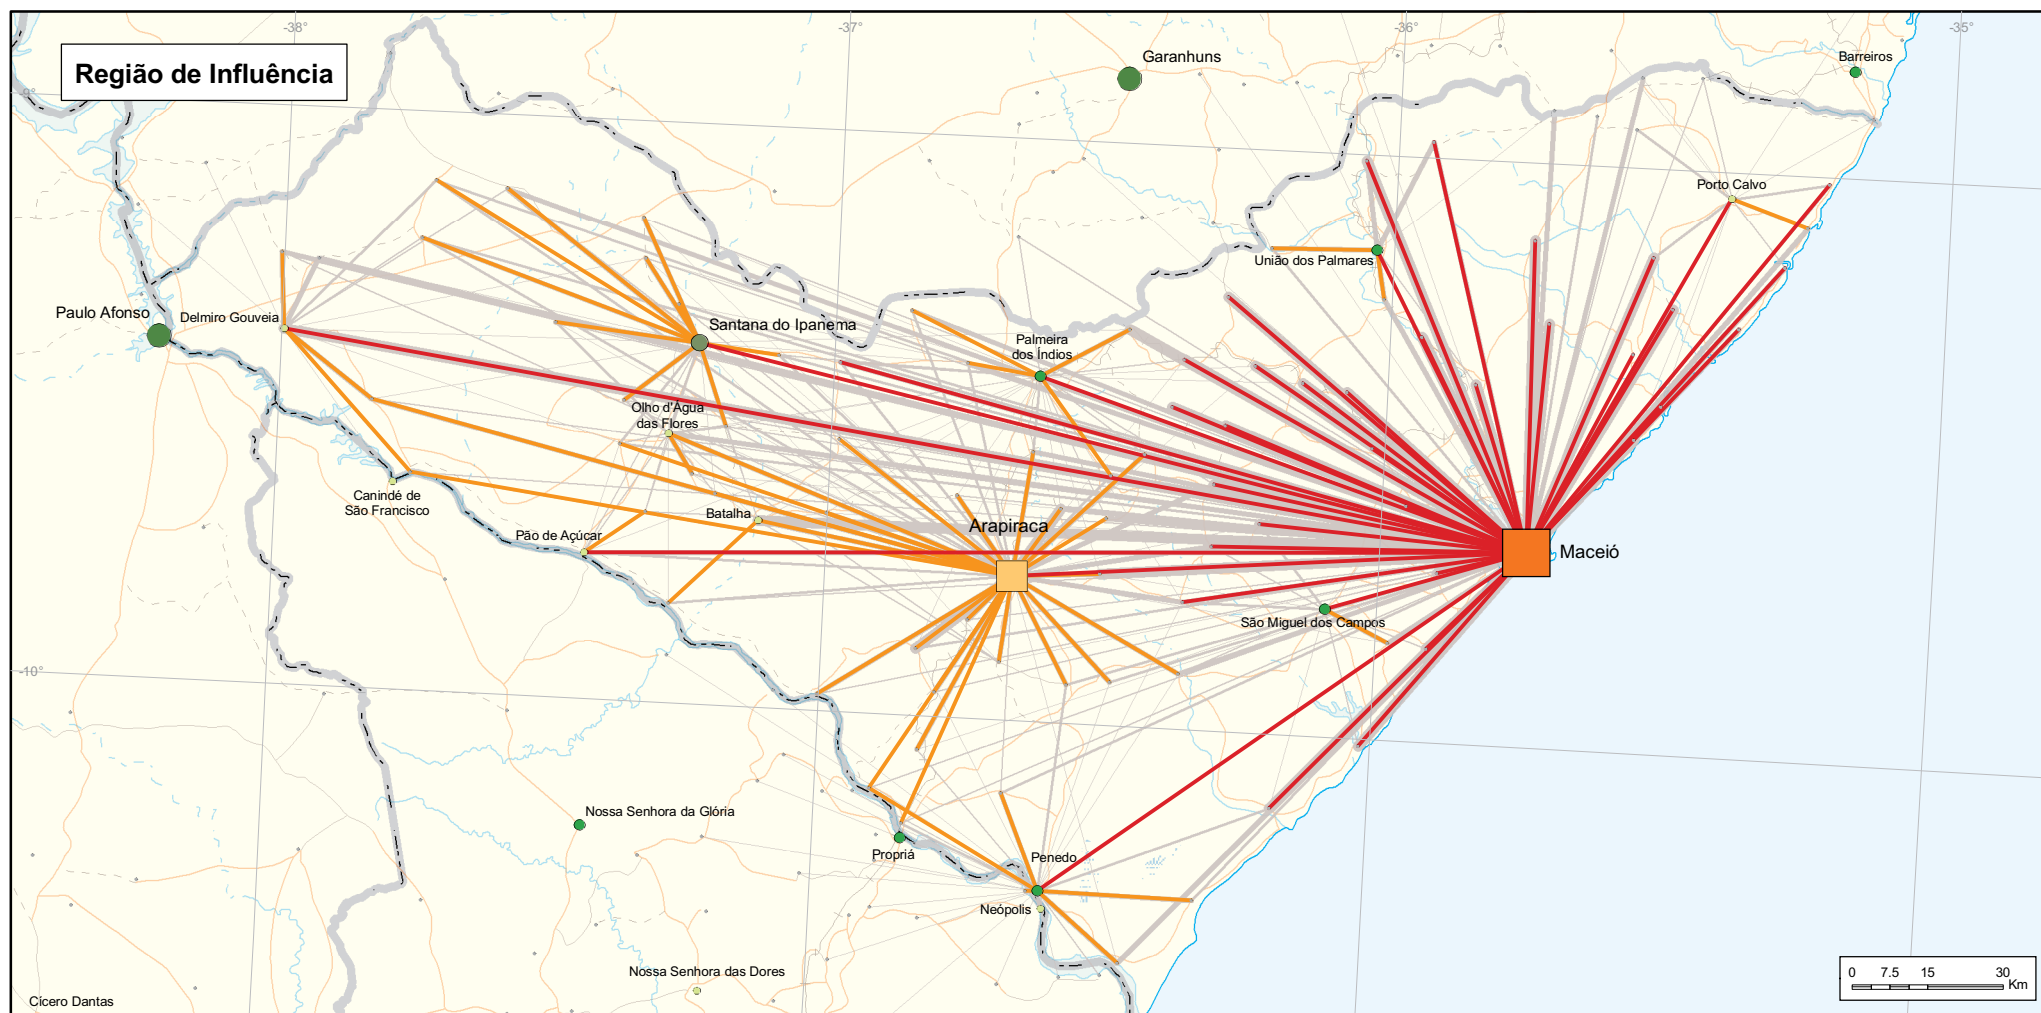 -38°
-37°
-36°
-35°
Região de Influência
Garanhuns
Barreiros
-9°
Porto Calvo
União dos Palmares
Paulo Afonso
Delmiro Gouveia
Santana do Ipanema
Palmeira
dos Índios
Olho d'Água
das Flores
Canindé de
São Francisco
Batalha
Pão de Açúcar
Arapiraca
Maceió
São Miguel dos Campos
-10°
Nossa Senhora da Glória
Propriá
Penedo
Neópolis
Nossa Senhora das Dores
Cícero Dantas
0 7.5 15 30
Km